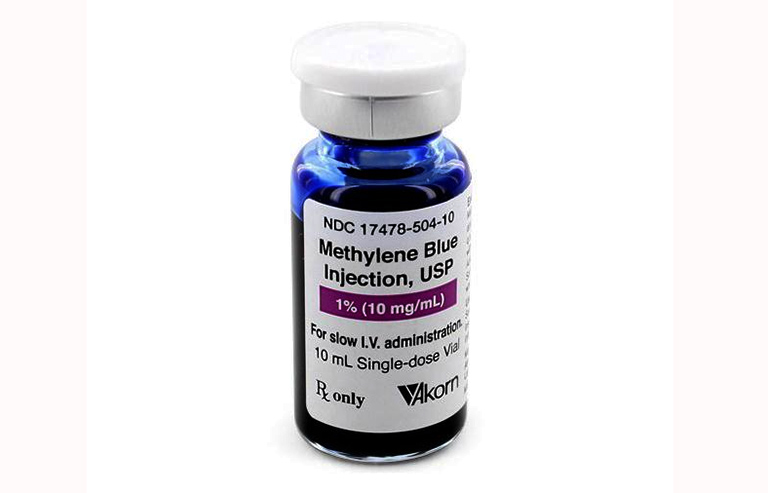 NDC 17478-504-10
Methylene Blue
Injection, USP
1% (10 mg/mL)
For slow I.V. administration.
10 mL Single-dose Vial
Rx only
Akorn